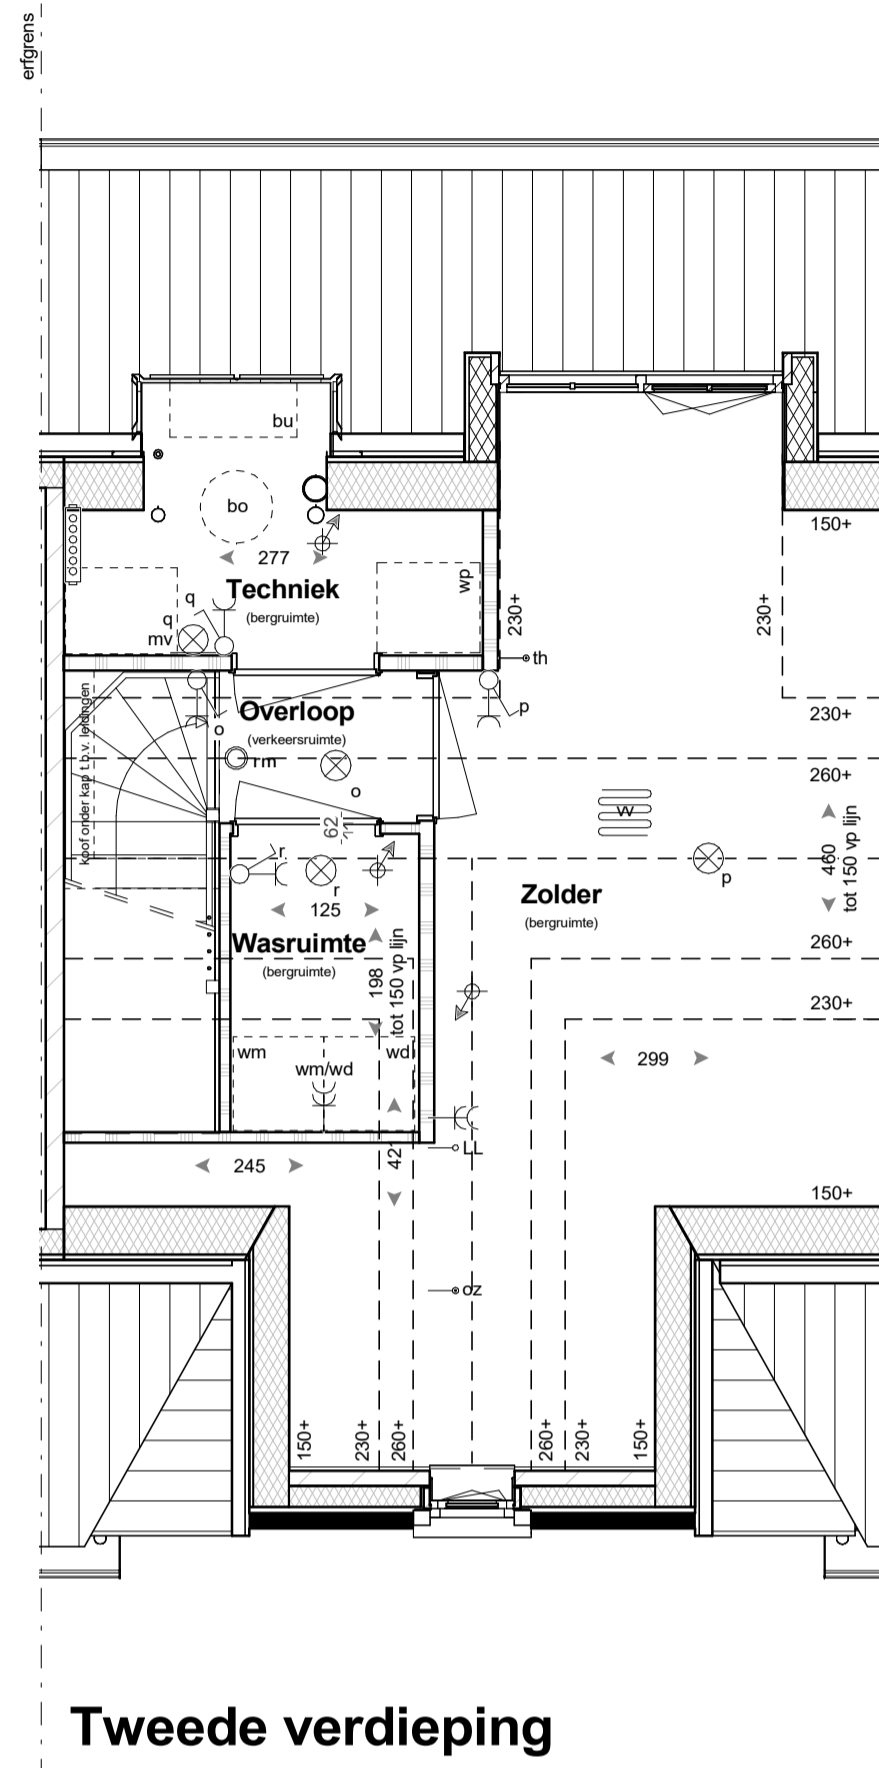 erfgrens
bu
bo
277
Techniek
(bergruimte)
wp
q
q
mv
230+
230+
150+
th
p
230+
Overloop
(verkeersruimte)
o
rm
o
koof onder kap t.b.v. leidingen
260+
w
460
tot 150 vp lijn
p
62
r
r
125
Zolder
(bergruimte)
Wasruimte
(bergruimte)
198
tot 150 vp lijn
260+
230+
wm
wd
wm/wd
299
LL
245
421
150+
oz
150+
230+
260+
260+
230+
150+
Tweede verdieping